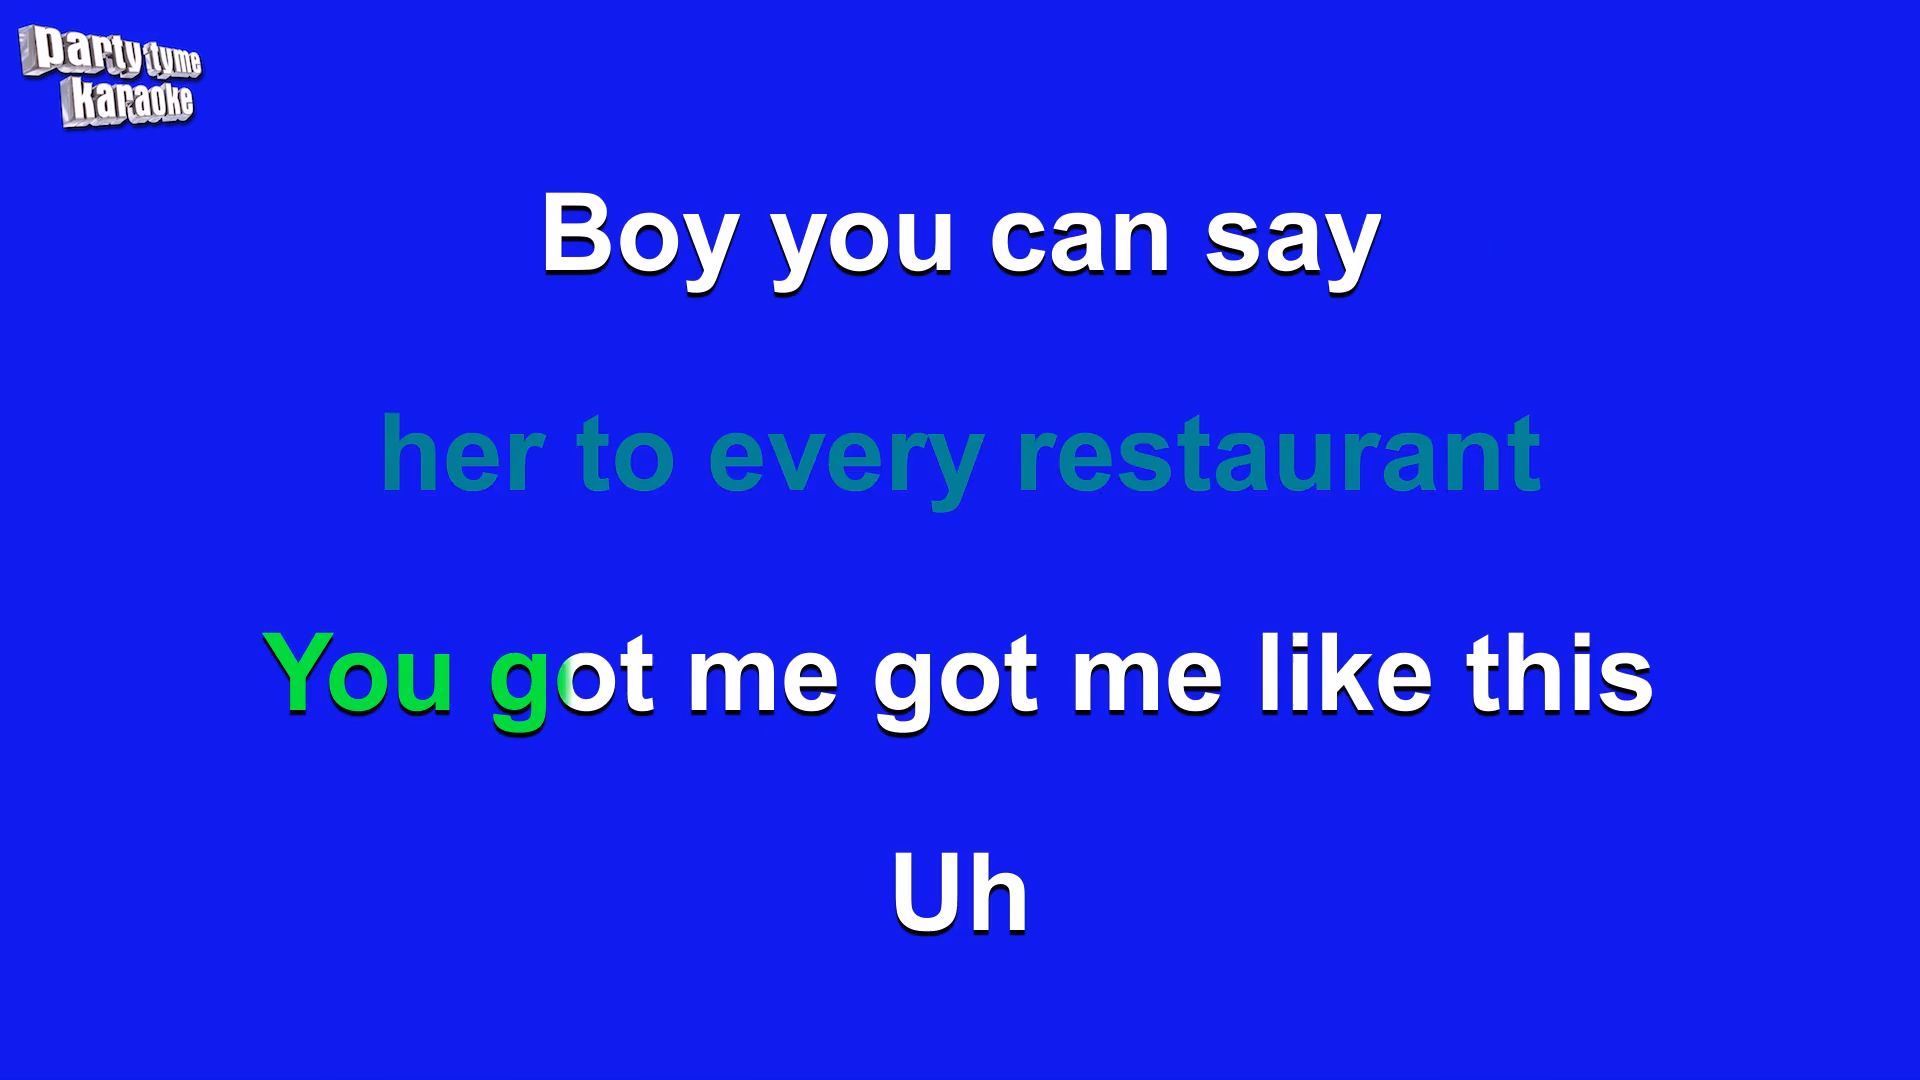 party tyme
karaoke
Boy you can say
her to every restaurant
You got me got me like this
Uh